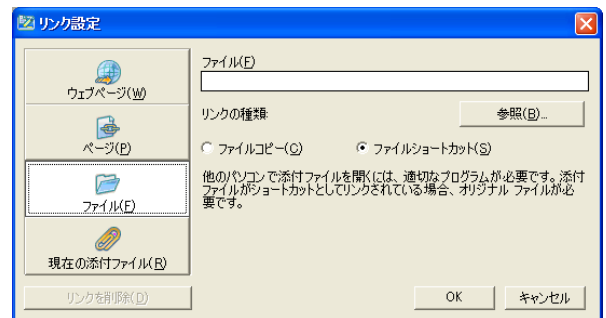 リンク設定
ウェブページ(W)
ページ(P)
ファイル(F)
現在の添付ファイル(R)
リンクを削除(D)
ファイル(F)
リンクの種類:
参照(B)...
ファイルコピー(C)
ファイルショートカット(S)
他のパソコンで添付ファイルを開くには、適切なプログラムが必要です。添付
ファイルがショートカットとしてリンクされている場合、オリジナル ファイルが必
要です。
OK
キャンセル